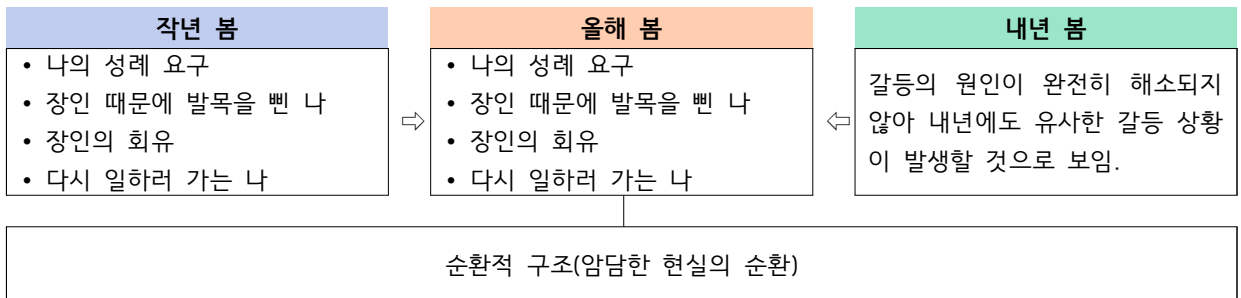 작년 봄
• 나의 성례 요구
• 장인 때문에 발목을 삔 나
• 장인의 회유
• 다시 일하러 가는 나
⇨
올해 봄
• 나의 성례 요구
• 장인 때문에 발목을 삔 나
• 장인의 회유
• 다시 일하러 가는 나
⇦
내년 봄
갈등의 원인이 완전히 해소되지
않아 내년에도 유사한 갈등 상황
이 발생할 것으로 보임.
순환적 구조(암담한 현실의 순환)